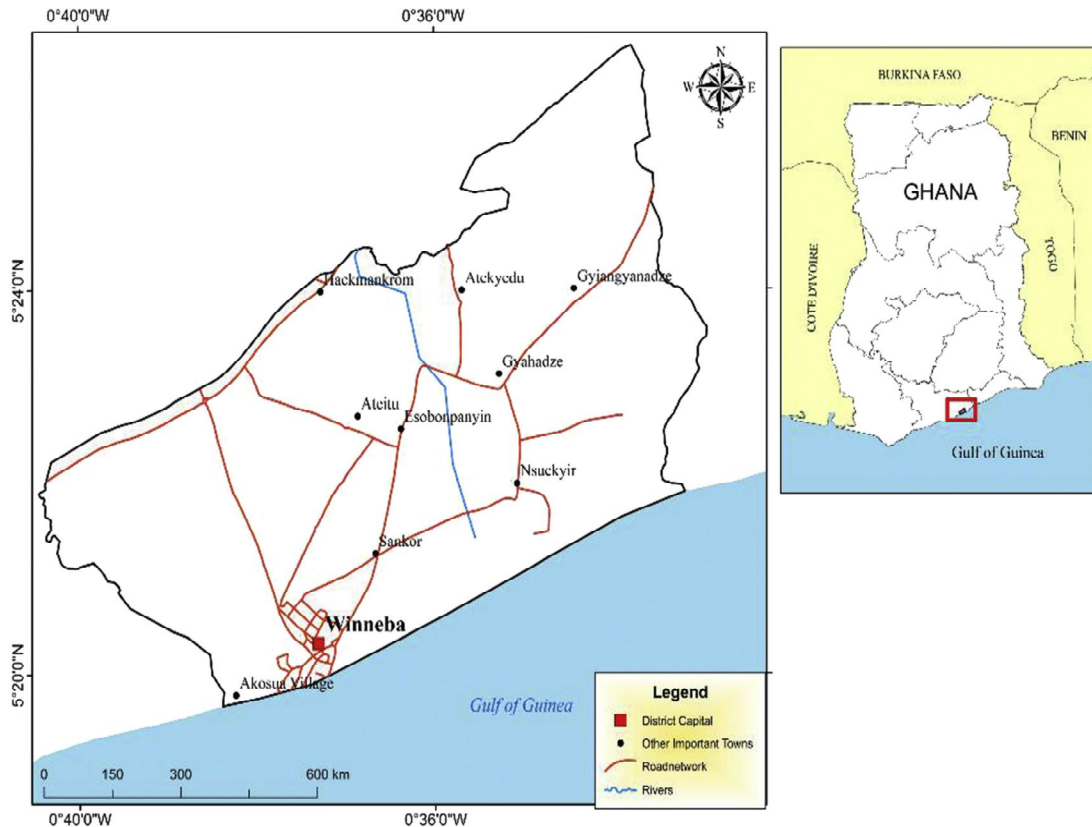 0°40'0"W
0°36'0"W
N
W
E
S
5°24'0"N
Hackmankrom
Atekyedu
Gyiangyanadze
Gyahadze
Ateitu
Esobonpanyin
Nsuekyir
Sankor
Winneba
5°20'0"N
Akosua Village
Gulf of Guinea
0 150 300 600 km
Legend
District Capital
Other Important Towns
Roadnetwork
Rivers
0°40'0"W
0°36'0"W
BURKINA FASO
BENIN
GHANA
TOGO
COTE D'IVOIRE
Gulf of Guinea